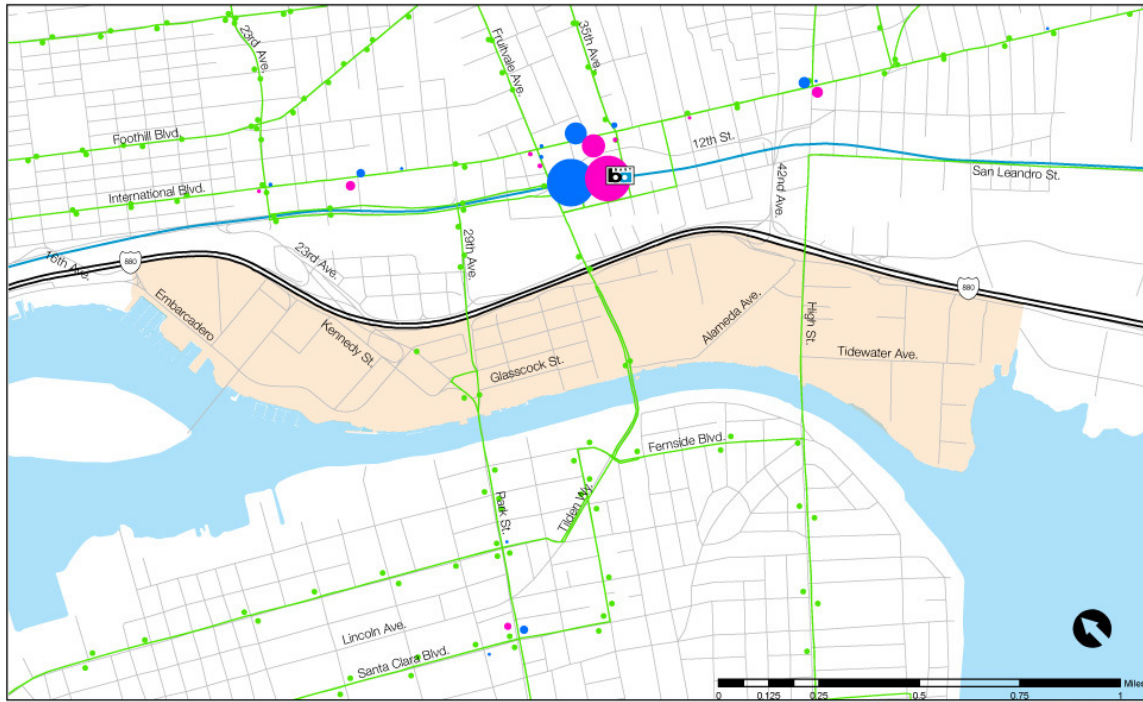 23rd Ave.
Fruitvale Ave.
35th Ave.
Foothill Blvd.
12th St.
International Blvd.
42nd Ave.
San Leandro St.
ba
16th Ave.
880
23rd Ave.
29th Ave.
880
Embarcadero
Kennedy St.
Alameda Ave.
High St.
Glasscock St.
Tidewater Ave.
Fernside Blvd.
Park St.
Tilden Wy.
Lincoln Ave.
Santa Clara Blvd.
Miles
0 0.125 0.25 0.5 0.75 1